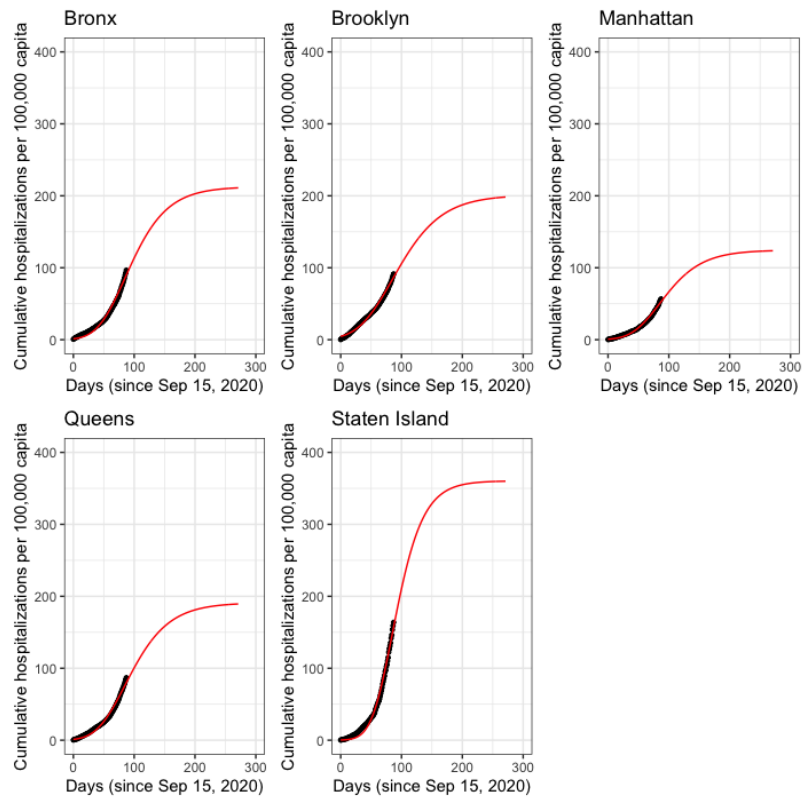 Bronx
Cumulative hospitalizations per 100,000 capita
400
300
200
100
0
0 100 200 300
Days (since Sep 15, 2020)
Brooklyn
Cumulative hospitalizations per 100,000 capita
400
300
200
100
0
0 100 200 300
Days (since Sep 15, 2020)
Manhattan
Cumulative hospitalizations per 100,000 capita
400
300
200
100
0
0 100 200 300
Days (since Sep 15, 2020)
Queens
Cumulative hospitalizations per 100,000 capita
400
300
200
100
0
0 100 200 300
Days (since Sep 15, 2020)
Staten Island
Cumulative hospitalizations per 100,000 capita
400
300
200
100
0
0 100 200 300
Days (since Sep 15, 2020)